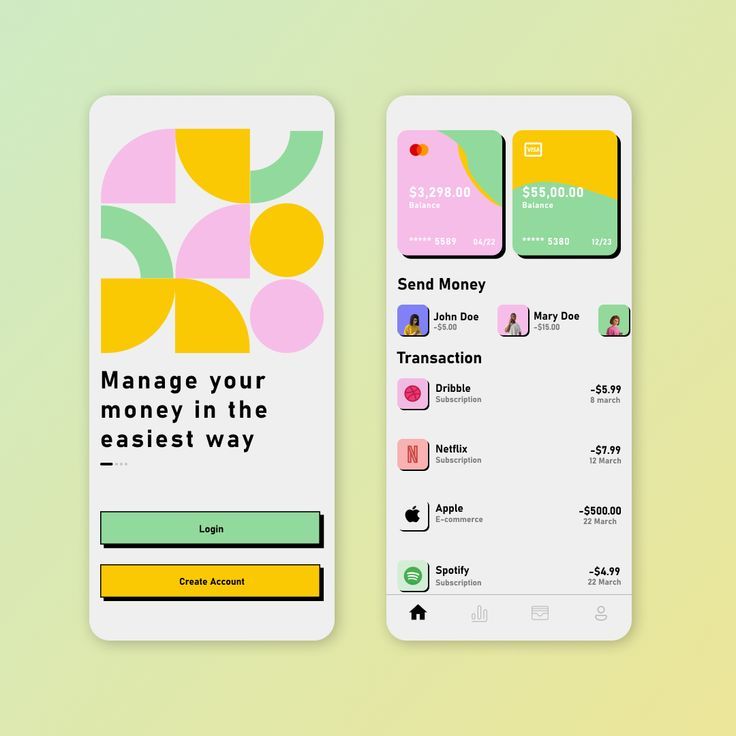 Manage your
money in the
easiest way
Login
Create Account
VISA
$3,298.00
Balance
***** 5589 04/22
$55,00.00
Balance
***** 5380 12/23
Send Money
John Doe
-$5.00
Mary Doe
-$15.00
Transaction
Dribble -$5.99
Subscription 8 march
Netflix -$7.99
Subscription 12 March
Apple -$500.00
E-commerce 22 March
Spotify -$4.99
Subscription 22 March